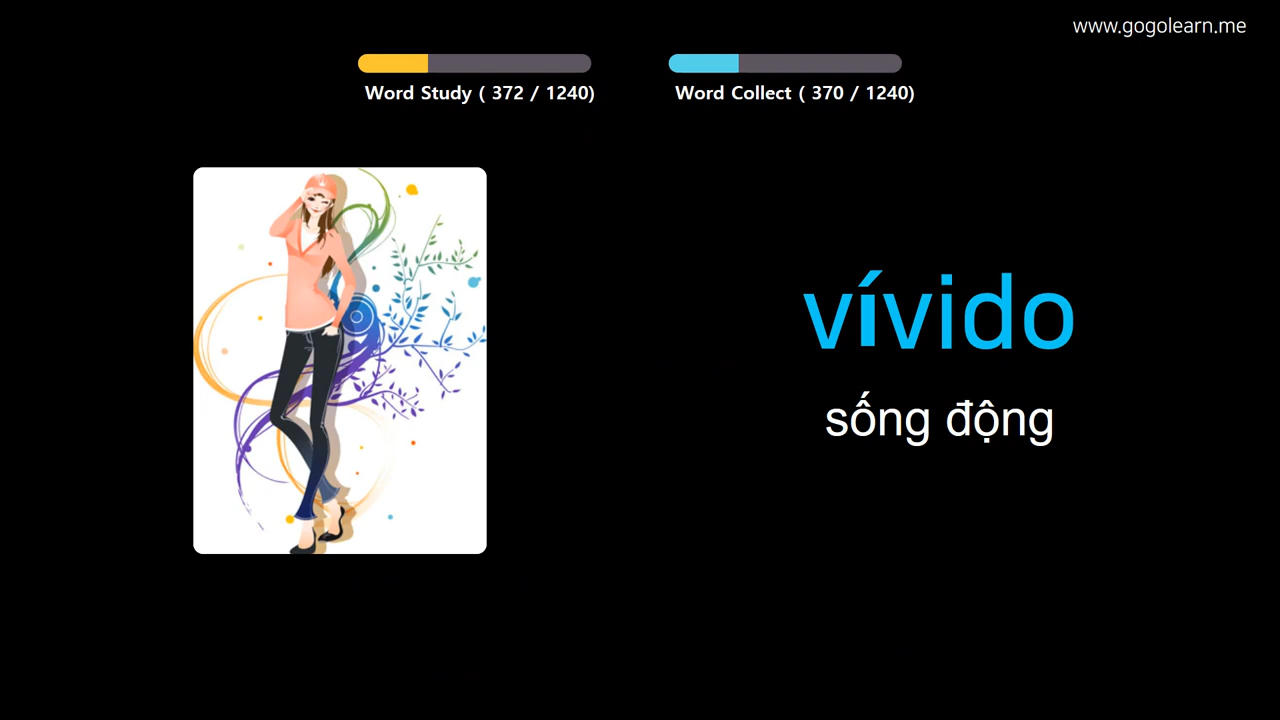 www.gogolearn.me
Word Study ( 372 / 1240)
Word Collect ( 370 / 1240)
vívido
sống động